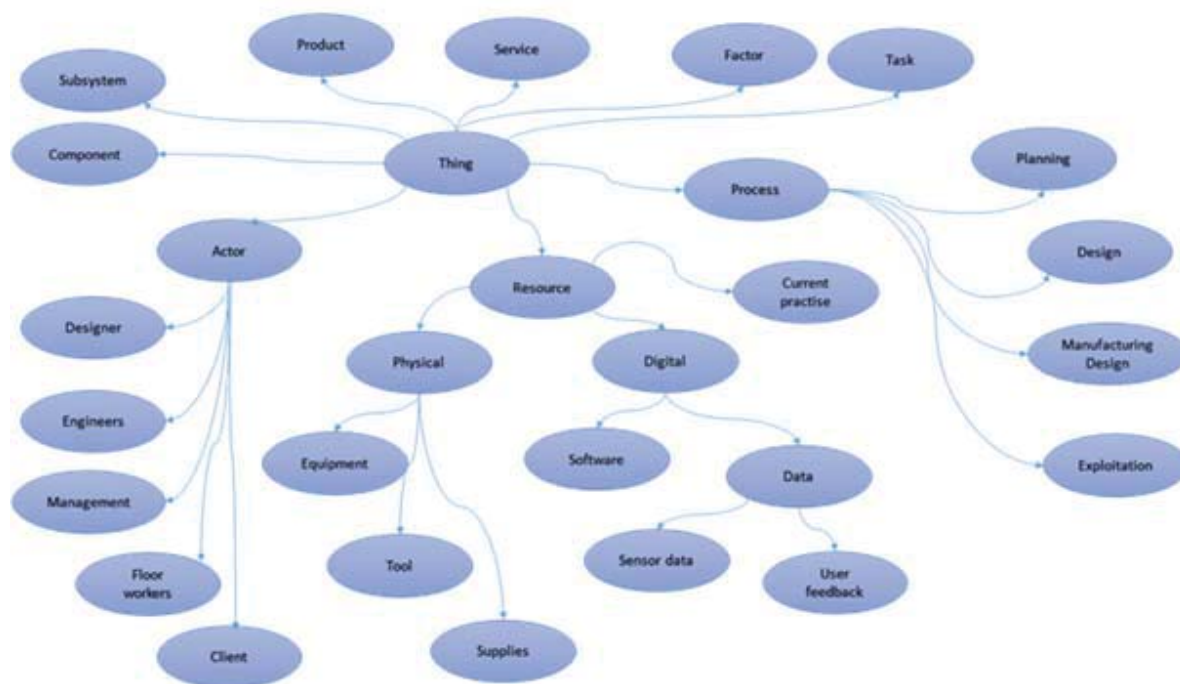 Product
Service
Factor
Task
Subsystem
Component
Thing
Planning
Process
Actor
Design
Resource
Current
practise
Designer
Physical
Digital
Manufacturing
Design
Engineers
Equipment
Software
Data
Exploitation
Management
Sensor data
Tool
User
feedback
Floor
workers
Supplies
Client